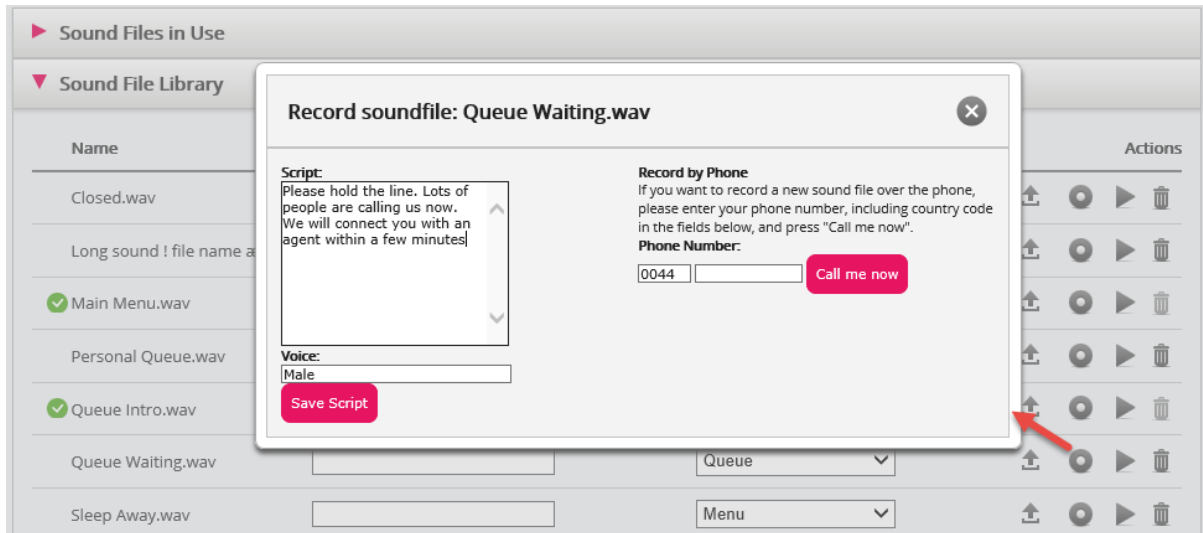 Sound Files in Use
Sound File Library
Record soundfile: Queue Waiting.wav
Name
Actions
Script:
Please hold the line. Lots of
people are calling us now.
We will connect you with an
agent within a few minutes
Voice:
Male
Save Script
Record by Phone
If you want to record a new sound file over the phone,
please enter your phone number, including country code
in the fields below, and press "Call me now".
Phone Number:
0044
Call me now
Closed.wav
Long sound ! file name
Main Menu.wav
Personal Queue.wav
Queue Intro.wav
Queue Waiting.wav
Queue
Sleep Away.wav
Menu